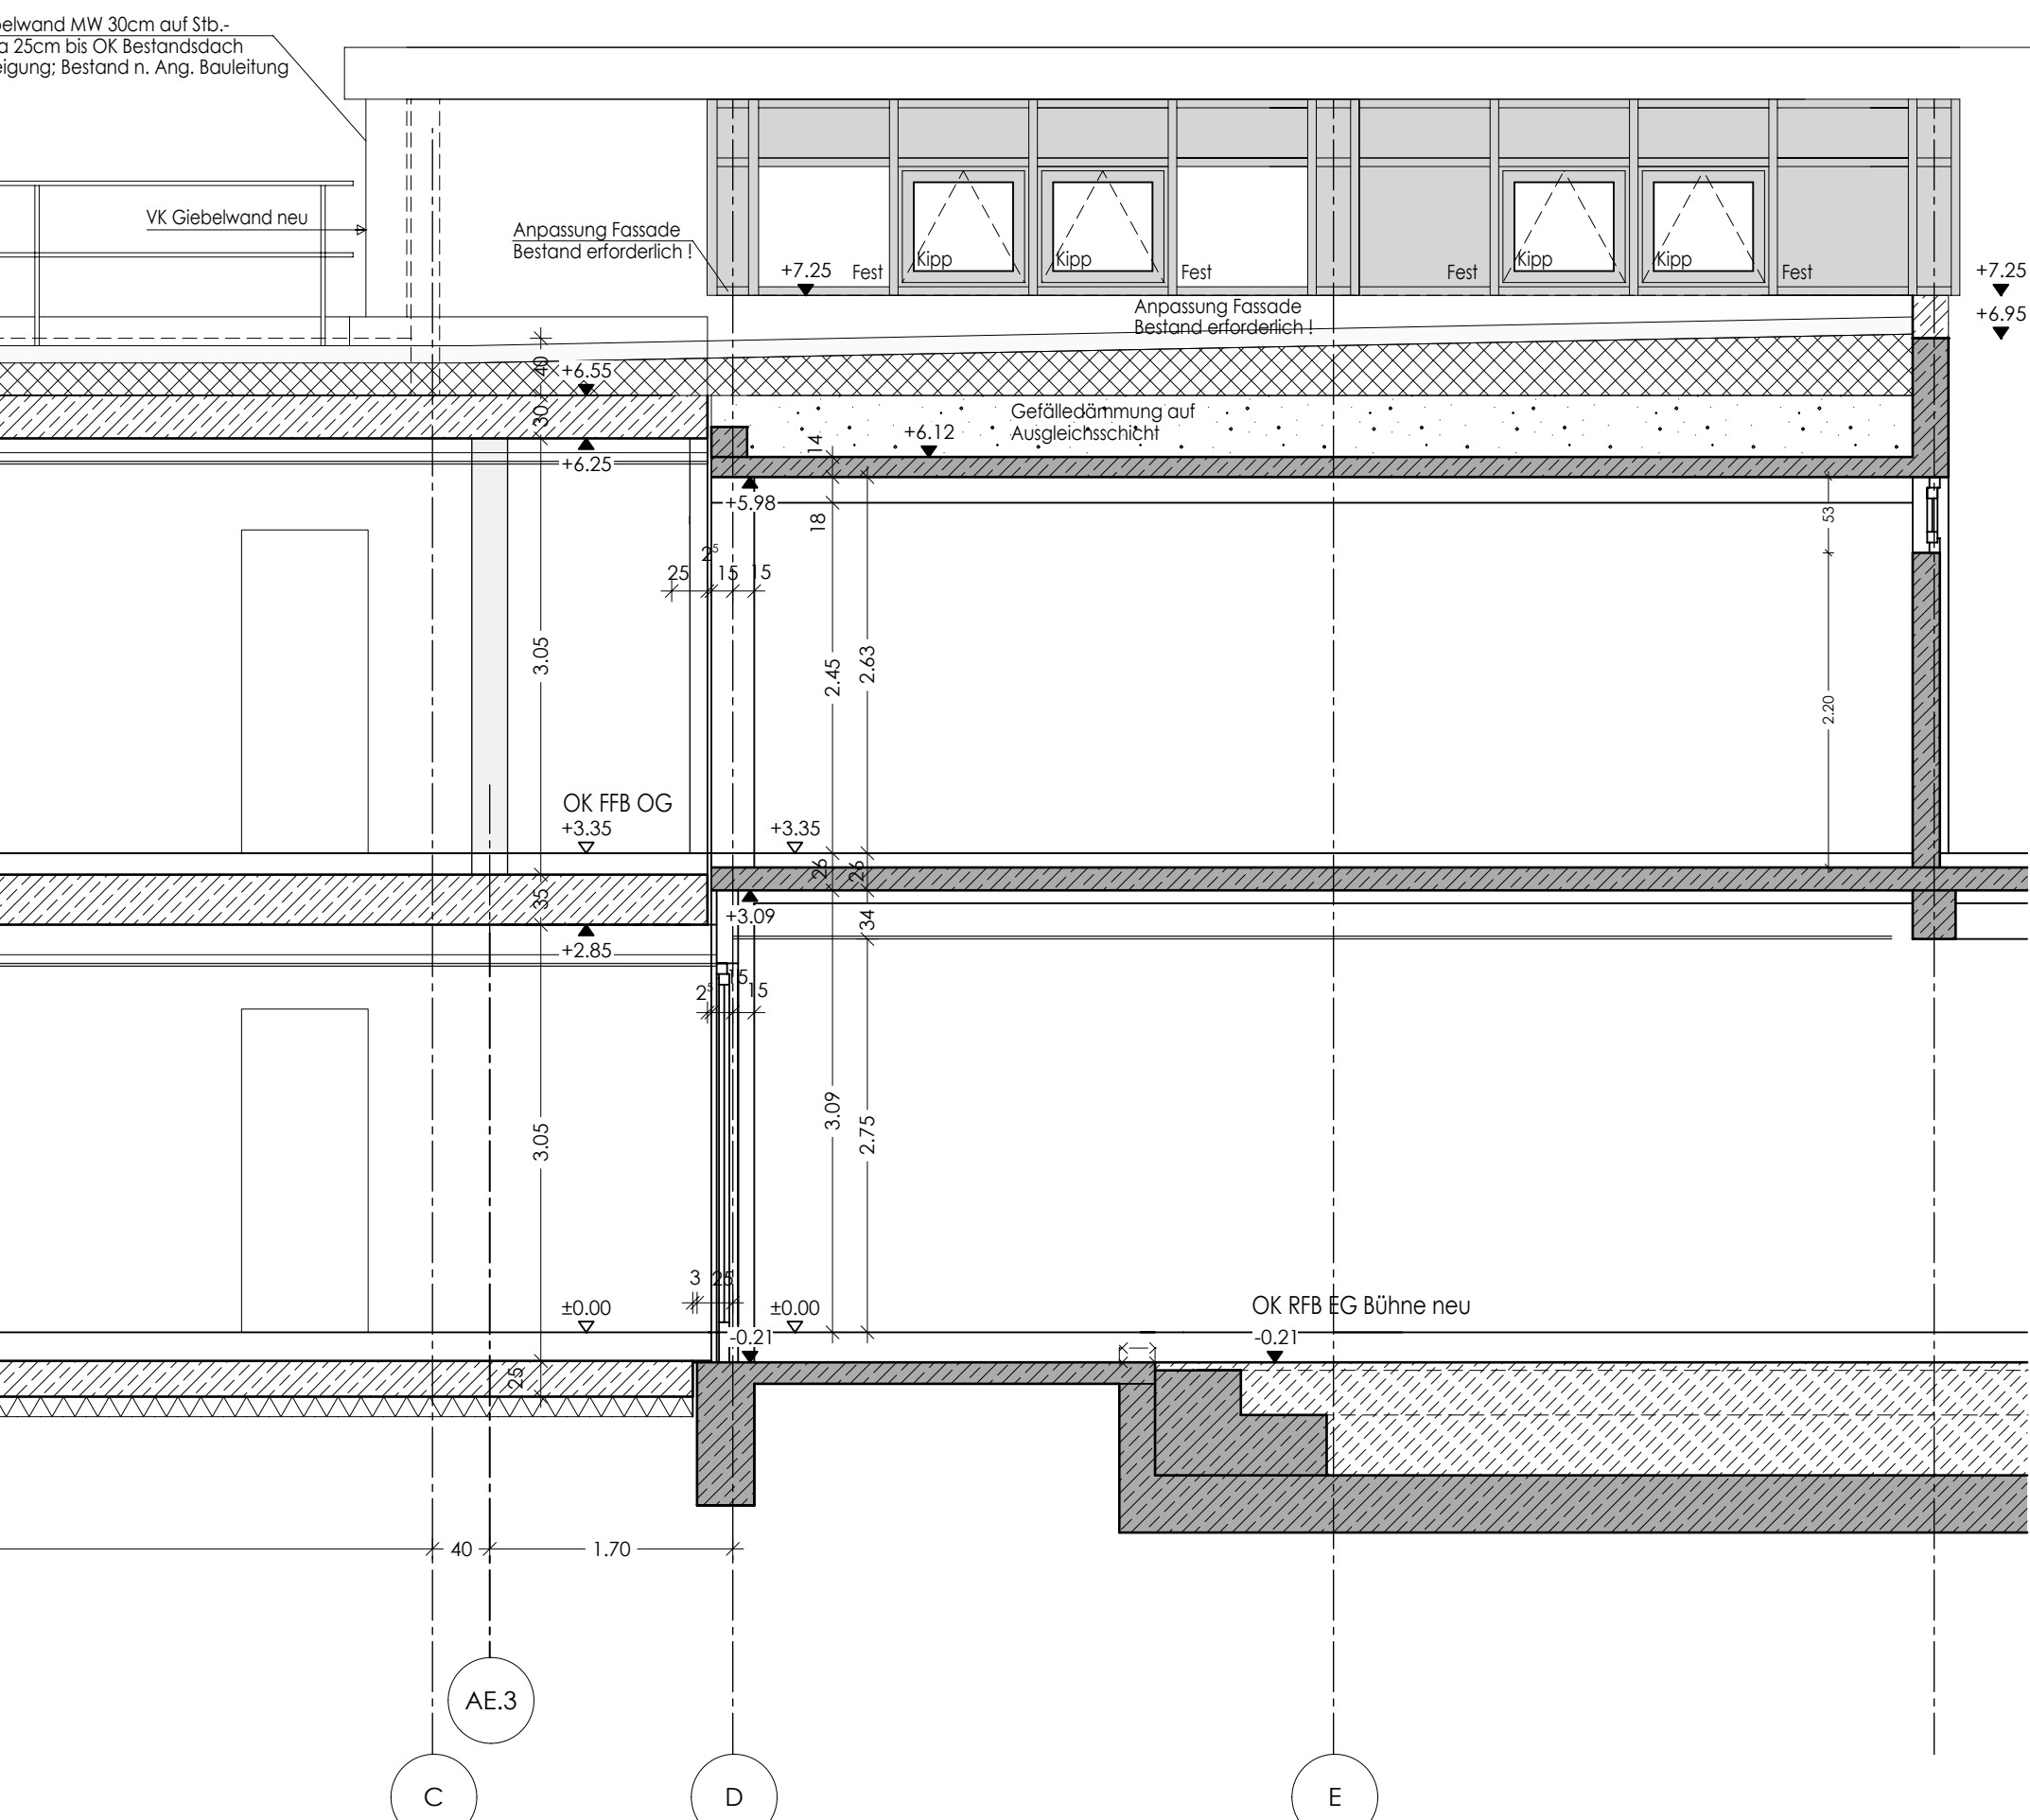 elwand MW 30cm auf Stb.-
a 25cm bis OK Bestandsdach
eigung; Bestand n. Ang. Bauleitung
VK Giebelwand neu
Anpassung Fassade
Bestand erforderlich !
+7.25
Fest
Kipp
Kipp
Fest
Fest
Kipp
Kipp
Fest
+7.25
+6.95
Anpassung Fassade
Bestand erforderlich !
40
+6.55
30
+6.25
Gefälledämmung auf
Ausgleichsschicht
+6.12
14
+5.98
18
53
2⁵
25
15
15
3.05
2.45
2.63
2.20
OK FFB OG
+3.35
+3.35
26
26
35
+3.09
34
+2.85
15
2⁵
15
3.05
3.09
2.75
3
25
±0.00
±0.00
OK RFB EG Bühne neu
-0.21
-0.21
25
40
1.70
AE.3
C
D
E